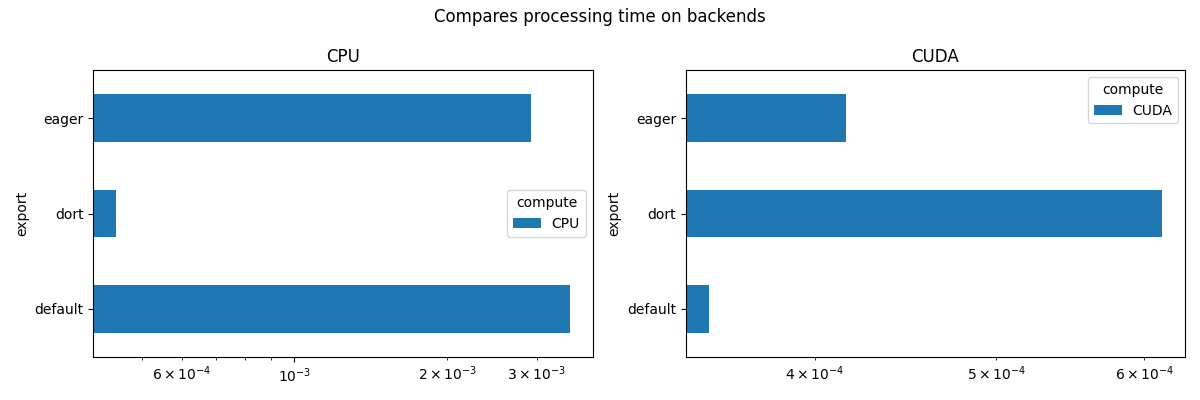 Compares processing time on backends
CPU
eager
dort
default
export
compute
CPU
6 × 10⁻⁴
10⁻³
2 × 10⁻³
3 × 10⁻³
CUDA
eager
dort
default
export
compute
CUDA
4 × 10⁻⁴
5 × 10⁻⁴
6 × 10⁻⁴